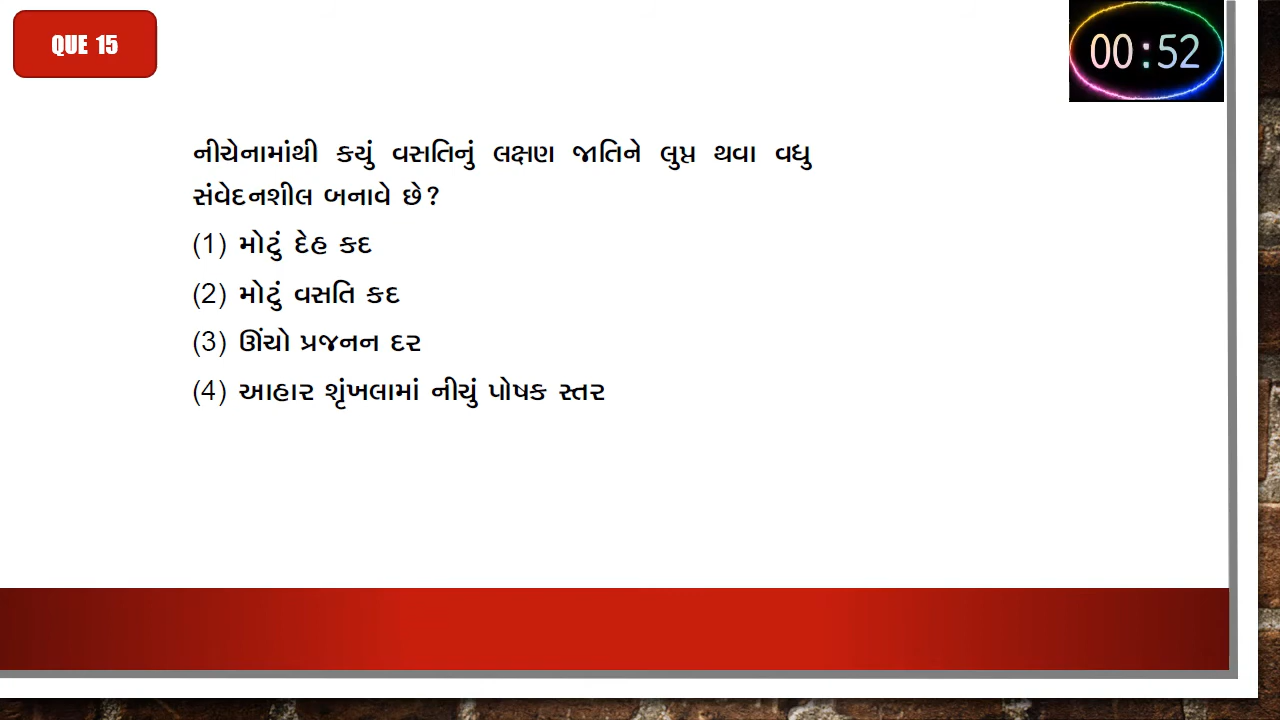 QUE 15
00:52
નીચેનામાંથી કયું વસતિનું લક્ષણ જાતિને લુપ્ત થવા વધુ
સંવેદનશીલ બનાવે છે?
(1) મોટું દેહ કદ
(2) મોટું વસતિ કદ
(3) ઊંચો પ્રજનન દર
(4) આહાર શૃંખલામાં નીચું પોષક સ્તર